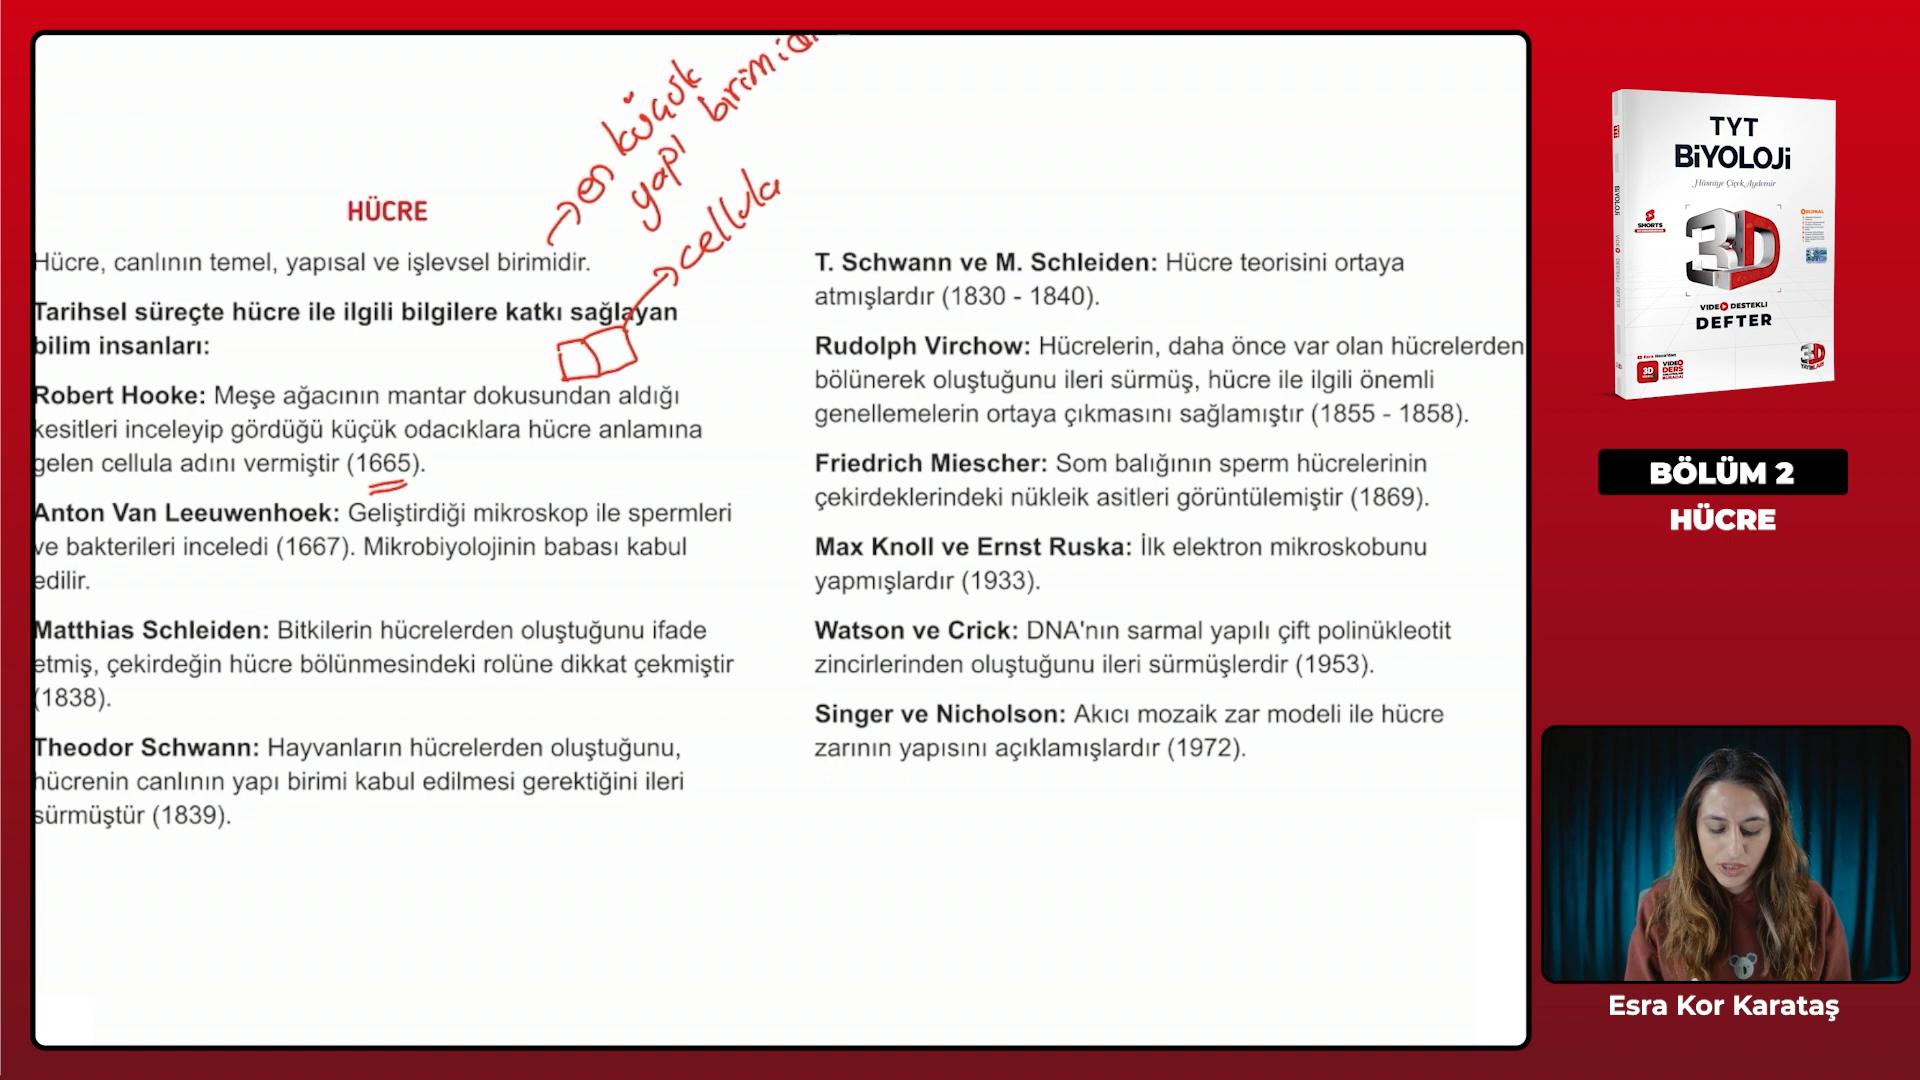 en küçük
yapı birimidir
cellula
HÜCRE
Hücre, canlının temel, yapısal ve işlevsel birimidir.
Tarihsel süreçte hücre ile ilgili bilgilere katkı sağlayan
bilim insanları:
Robert Hooke: Meşe ağacının mantar dokusundan aldığı
kesitleri inceleyip gördüğü küçük odacıklara hücre anlamına
gelen cellula adını vermiştir (1665).
Anton Van Leeuwenhoek: Geliştirdiği mikroskop ile spermleri
ve bakterileri inceledi (1667). Mikrobiyolojinin babası kabul
edilir.
Matthias Schleiden: Bitkilerin hücrelerden oluştuğunu ifade
etmiş, çekirdeğin hücre bölünmesindeki rolüne dikkat çekmiştir
(1838).
Theodor Schwann: Hayvanların hücrelerden oluştuğunu,
hücrenin canlının yapı birimi kabul edilmesi gerektiğini ileri
sürmüştür (1839).
T. Schwann ve M. Schleiden: Hücre teorisini ortaya
atmışlardır (1830 - 1840).
Rudolph Virchow: Hücrelerin, daha önce var olan hücrelerden
bölünerek oluştuğunu ileri sürmüş, hücre ile ilgili önemli
genellemelerin ortaya çıkmasını sağlamıştır (1855 - 1858).
Friedrich Miescher: Som balığının sperm hücrelerinin
çekirdeklerindeki nükleik asitleri görüntülemiştir (1869).
Max Knoll ve Ernst Ruska: İlk elektron mikroskobunu
yapmışlardır (1933).
Watson ve Crick: DNA'nın sarmal yapılı çift polinükleotit
zincirlerinden oluştuğunu ileri sürmüşlerdir (1953).
Singer ve Nicholson: Akıcı mozaik zar modeli ile hücre
zarının yapısını açıklamışlardır (1972).
TYT
BİYOLOJİ
Hüsniye Çiçek Aydemir
SHORTS
3D
VIDEO DESTEKLİ
DEFTER
BÖLÜM 2
HÜCRE
Esra Kor Karataş